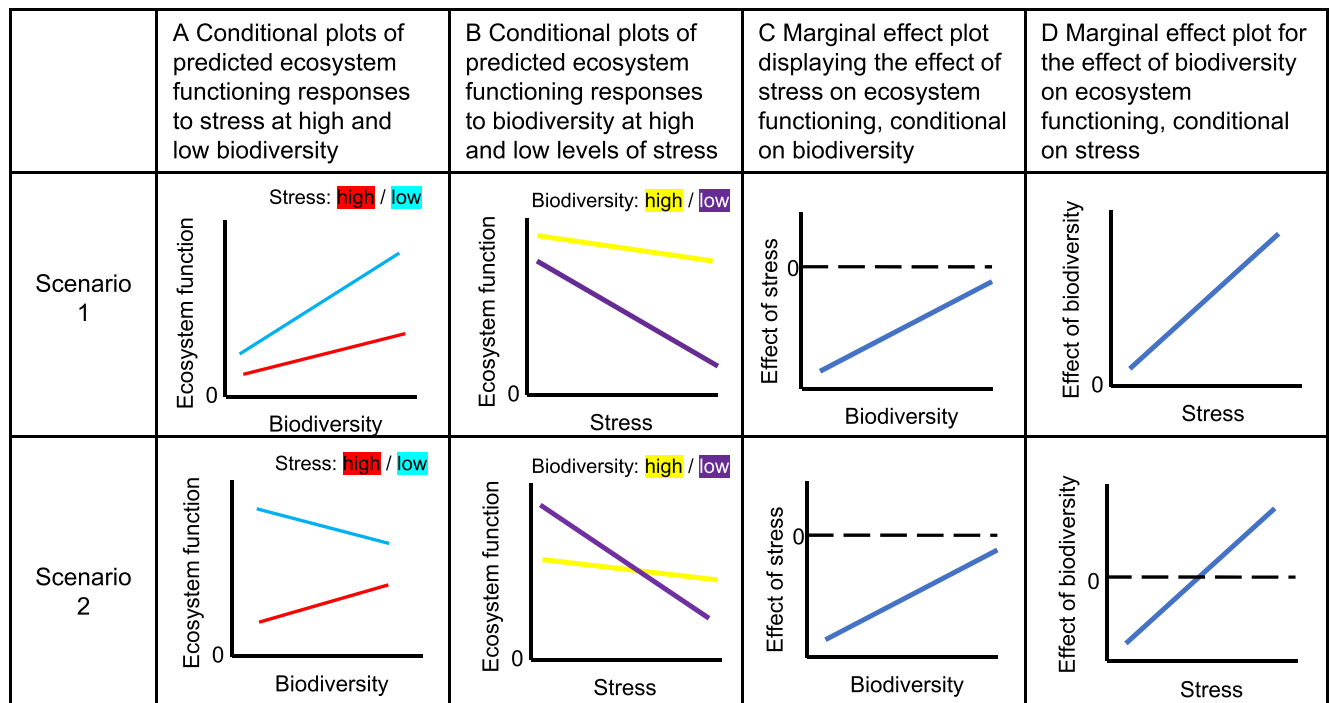 A Conditional plots of
predicted ecosystem
functioning responses
to stress at high and
low biodiversity
B Conditional plots of
predicted ecosystem
functioning responses
to biodiversity at high
and low levels of stress
C Marginal effect plot
displaying the effect of
stress on ecosystem
functioning, conditional
on biodiversity
D Marginal effect plot for
the effect of biodiversity
on ecosystem
functioning, conditional
on stress
Scenario
1
Stress: high / low
Ecosystem function
0
Biodiversity
Biodiversity: high / low
Ecosystem function
0
Stress
Effect of stress
0
Biodiversity
Effect of biodiversity
0
Stress
Scenario
2
Stress: high / low
Ecosystem function
0
Biodiversity
Biodiversity: high / low
Ecosystem function
0
Stress
Effect of stress
0
Biodiversity
Effect of biodiversity
0
Stress